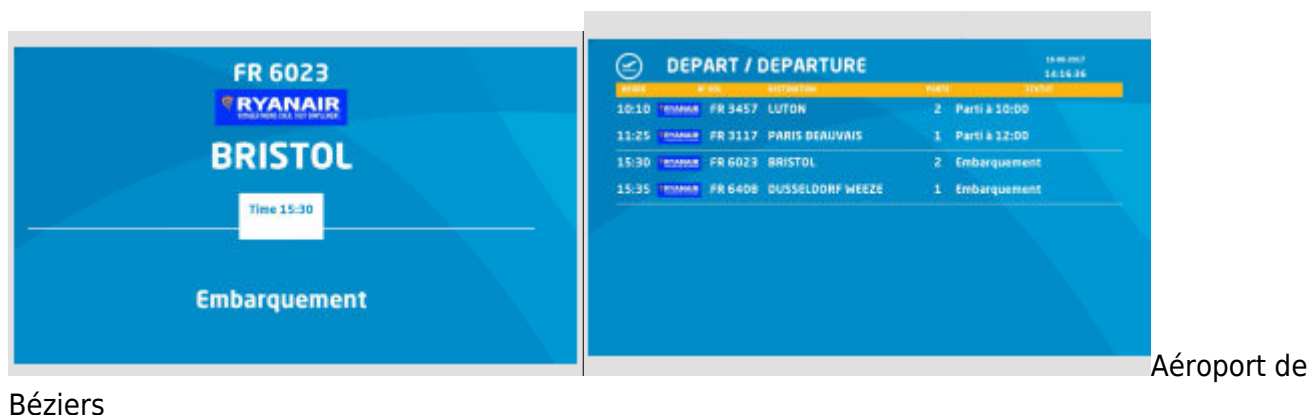 FR 6023
RYANAIR
BRISTOL
Time 15:30
Embarquement
DEPART / DEPARTURE
14:16:36
10:10 RYANAIR FR 3457 LUTON 2 Parti à 10:00
11:25 RYANAIR FR 3117 PARIS BEAUVAIS 1 Parti à 12:00
15:30 RYANAIR FR 6023 BRISTOL 2 Embarquement
15:35 RYANAIR FR 6408 DUSSELDORF WEEZE 1 Embarquement
Aéroport de
Béziers